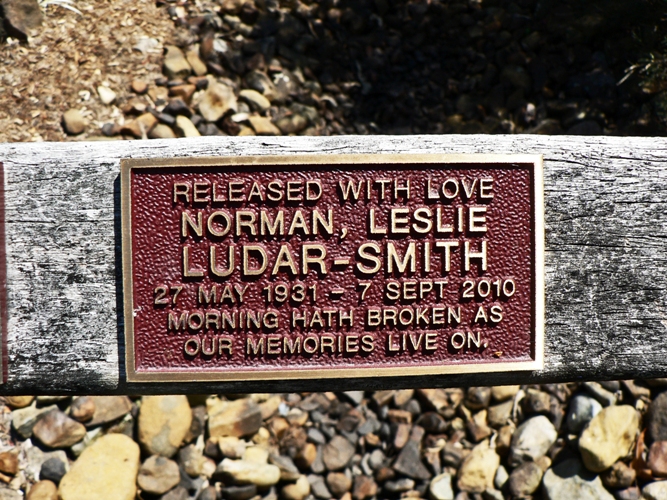 RELEASED WITH LOVE
NORMAN, LESLIE
LUDAR-SMITH
27 MAY 1931 - 7 SEPT 2010
MORNING HATH BROKEN AS
OUR MEMORIES LIVE ON.